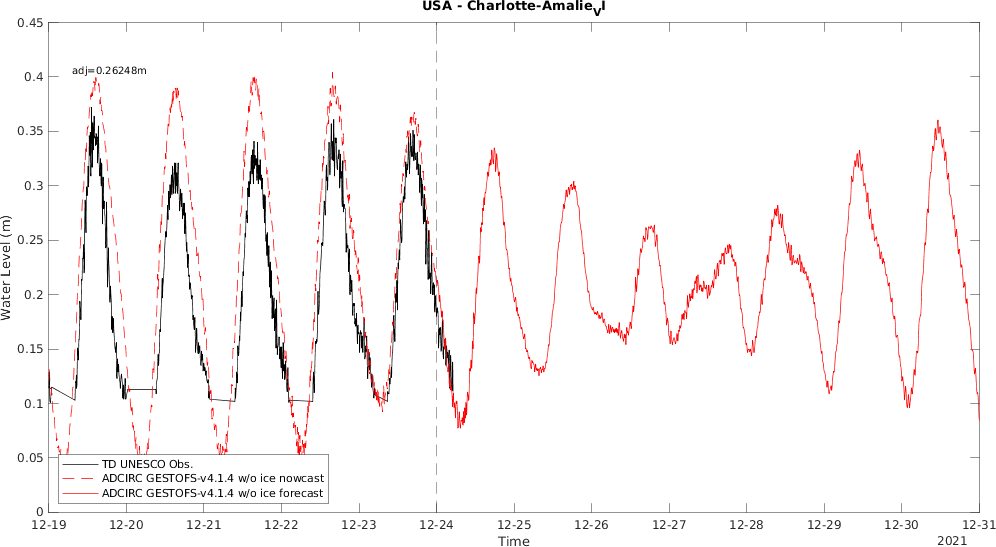 USA - Charlotte-Amalie_VI
0.45
adj=0.26248m
0.4
0.35
0.3
0.25
0.2
0.15
0.1
0.05
0
Water Level (m)
TD UNESCO Obs.
ADCIRC GESTOFS-v4.1.4 w/o ice nowcast
ADCIRC GESTOFS-v4.1.4 w/o ice forecast
12-19 12-20 12-21 12-22 12-23 12-24 12-25 12-26 12-27 12-28 12-29 12-30 12-31
Time
2021